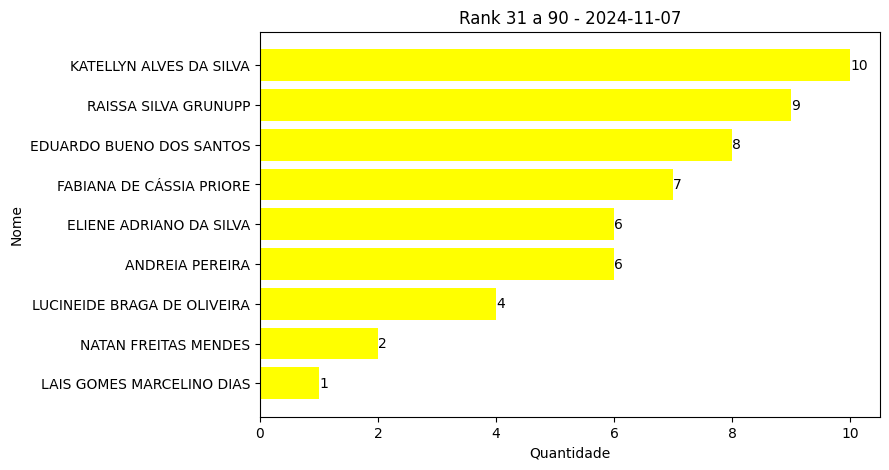 Rank 31 a 90 - 2024-11-07
Nome
KATELLYN ALVES DA SILVA 10
RAISSA SILVA GRUNUPP 9
EDUARDO BUENO DOS SANTOS 8
FABIANA DE CÁSSIA PRIORE 7
ELIENE ADRIANO DA SILVA 6
ANDREIA PEREIRA 6
LUCINEIDE BRAGA DE OLIVEIRA 4
NATAN FREITAS MENDES 2
LAIS GOMES MARCELINO DIAS 1
0 2 4 6 8 10
Quantidade